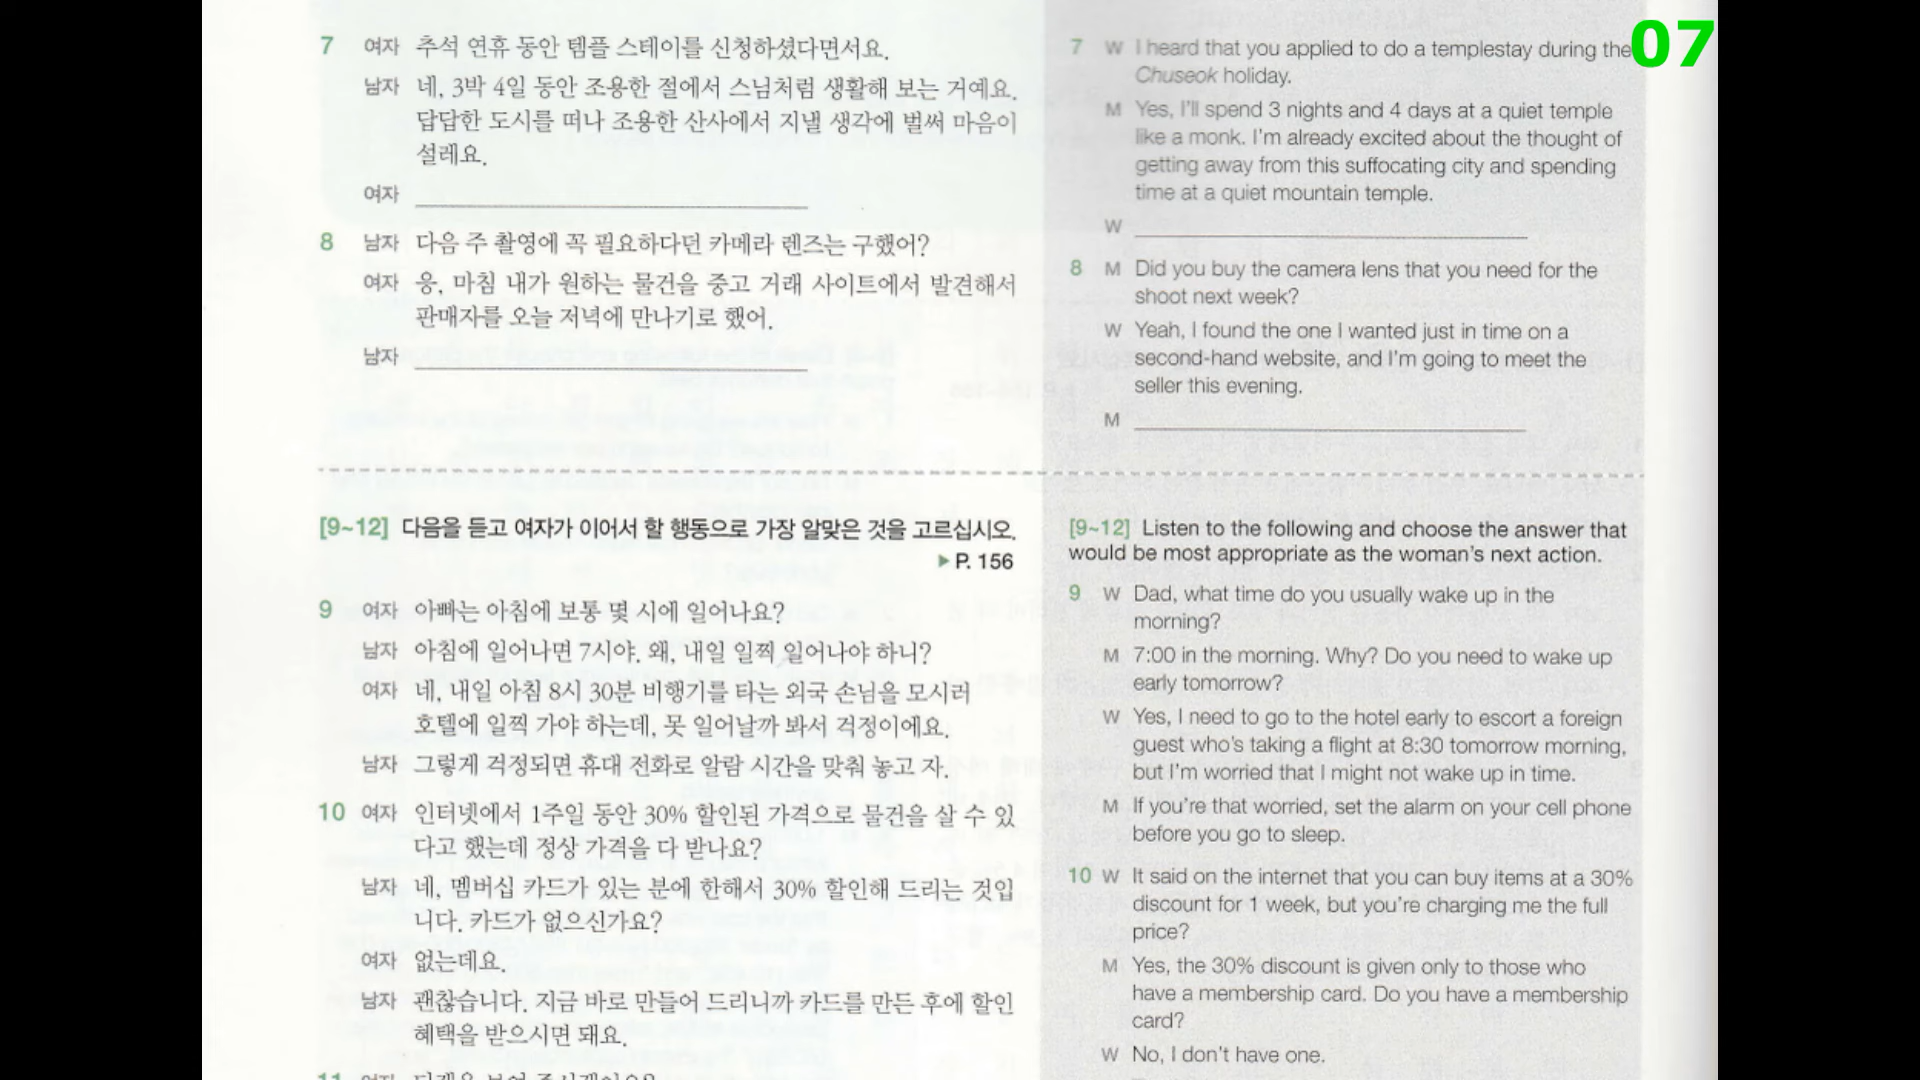 07
7 여자 추석 연휴 동안 템플 스테이를 신청하셨다면서요.
남자 네, 3박 4일 동안 조용한 절에서 스님처럼 생활해 보는 거예요.
답답한 도시를 떠나 조용한 산사에서 지낼 생각에 벌써 마음이
설레요.
여자
8 남자 다음 주 촬영에 꼭 필요하다던 카메라 렌즈는 구했어?
여자 응, 마침 내가 원하는 물건을 중고 거래 사이트에서 발견해서
판매자를 오늘 저녁에 만나기로 했어.
남자
[9~12] 다음을 듣고 여자가 이어서 할 행동으로 가장 알맞은 것을 고르십시오.
▶P. 156
9 여자 아빠는 아침에 보통 몇 시에 일어나요?
남자 아침에 일어나면 7시야. 왜, 내일 일찍 일어나야 하니?
여자 네, 내일 아침 8시 30분 비행기를 타는 외국 손님을 모시러
호텔에 일찍 가야 하는데, 못 일어날까 봐서 걱정이에요.
남자 그렇게 걱정되면 휴대 전화로 알람 시간을 맞춰 놓고 자.
10 여자 인터넷에서 1주일 동안 30% 할인된 가격으로 물건을 살 수 있
다고 했는데 정상 가격을 다 받나요?
남자 네, 멤버십 카드가 있는 분에 한해서 30% 할인해 드리는 것입
니다. 카드가 없으신가요?
여자 없는데요.
남자 괜찮습니다. 지금 바로 만들어 드리니까 카드를 만든 후에 할인
혜택을 받으시면 돼요.
7 W I heard that you applied to do a templestay during the
Chuseok holiday.
M Yes, I'll spend 3 nights and 4 days at a quiet temple
like a monk. I'm already excited about the thought of
getting away from this suffocating city and spending
time at a quiet mountain temple.
W
8 M Did you buy the camera lens that you need for the
shoot next week?
W Yeah, I found the one I wanted just in time on a
second-hand website, and I'm going to meet the
seller this evening.
M
[9~12] Listen to the following and choose the answer that
would be most appropriate as the woman's next action.
9 W Dad, what time do you usually wake up in the
morning?
M 7:00 in the morning. Why? Do you need to wake up
early tomorrow?
W Yes, I need to go to the hotel early to escort a foreign
guest who's taking a flight at 8:30 tomorrow morning,
but I'm worried that I might not wake up in time.
M If you're that worried, set the alarm on your cell phone
before you go to sleep.
10 W It said on the internet that you can buy items at a 30%
discount for 1 week, but you're charging me the full
price?
M Yes, the 30% discount is given only to those who
have a membership card. Do you have a membership
card?
W No, I don't have one.